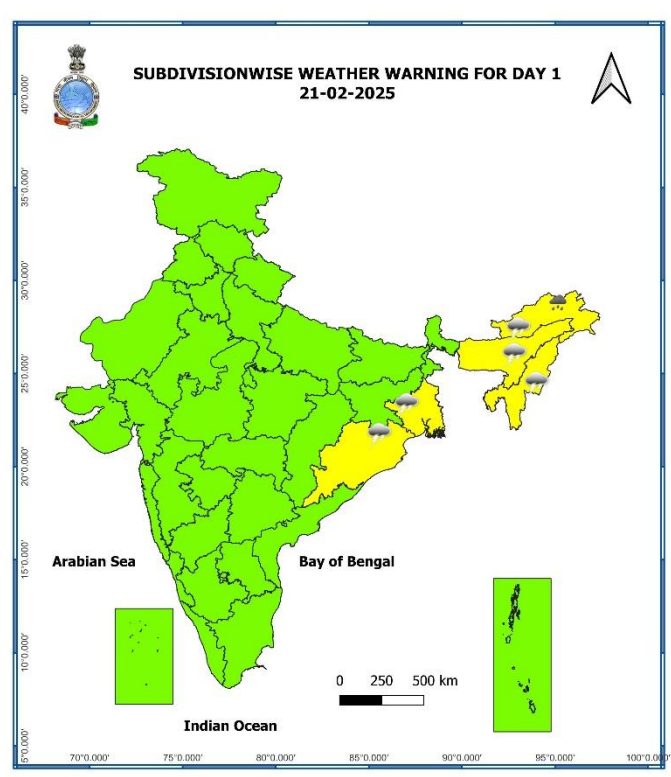 SUBDIVISIONWISE WEATHER WARNING FOR DAY 1
21-02-2025
40°0.000'
35°0.000'
30°0.000'
25°0.000'
20°0.000'
15°0.000'
10°0.000'
5°0.000'
Arabian Sea
Bay of Bengal
0 250 500 km
Indian Ocean
70°0.000' 75°0.000' 80°0.000' 85°0.000' 90°0.000' 95°0.000' 100°0.000'